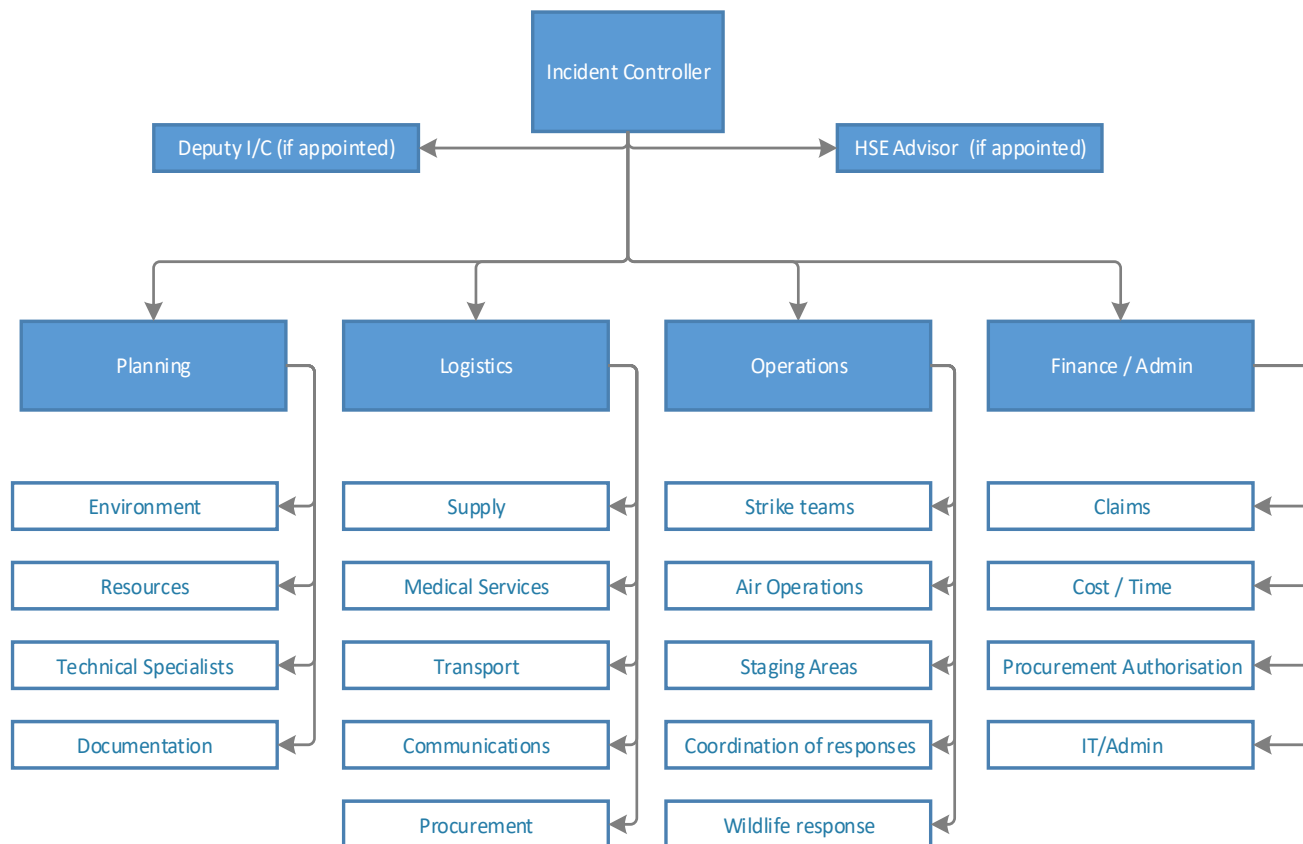 Incident Controller
Deputy I/C (if appointed)
HSE Advisor (if appointed)
Planning
Logistics
Operations
Finance / Admin
Environment
Supply
Strike teams
Claims
Resources
Medical Services
Air Operations
Cost / Time
Technical Specialists
Transport
Staging Areas
Procurement Authorisation
Documentation
Communications
Coordination of responses
IT/Admin
Procurement
Wildlife response